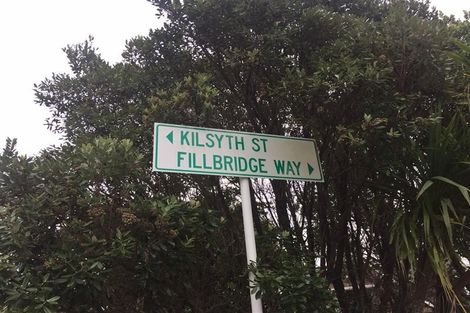 ◄ KILSYTH ST
FILLBRIDGE WAY ►